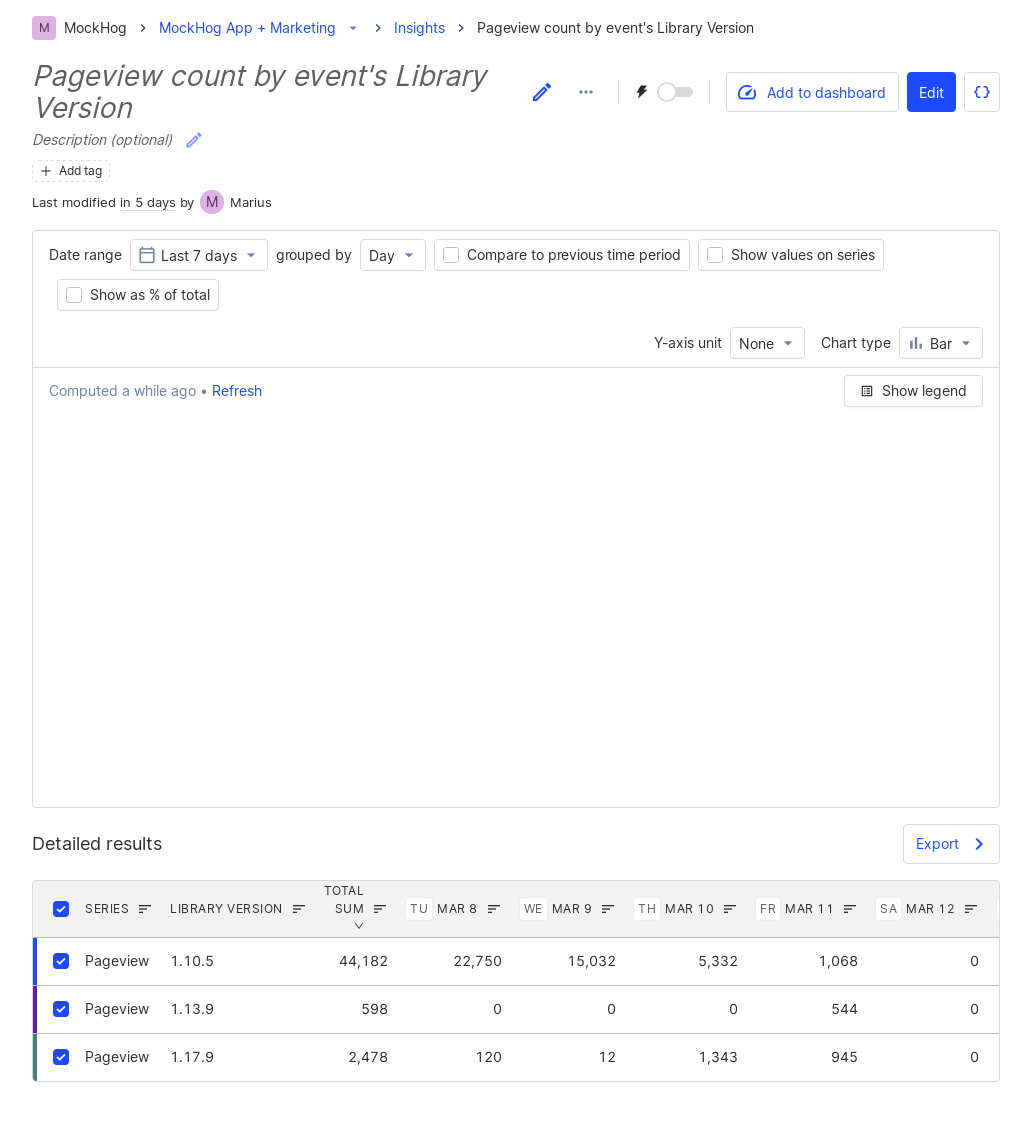 M MockHog > MockHog App + Marketing > Insights > Pageview count by event's Library Version
Pageview count by event's Library
Version
Add to dashboard Edit
Description (optional)
Add tag
Last modified in 5 days by M Marius
Date range Last 7 days grouped by Day Compare to previous time period Show values on series
Show as % of total
Y-axis unit None Chart type Bar
Computed a while ago • Refresh Show legend
Detailed results Export
SERIES LIBRARY VERSION TOTAL SUM TU MAR 8 WE MAR 9 TH MAR 10 FR MAR 11 SA MAR 12
Pageview 1.10.5 44,182 22,750 15,032 5,332 1,068 0
Pageview 1.13.9 598 0 0 0 544 0
Pageview 1.17.9 2,478 120 12 1,343 945 0